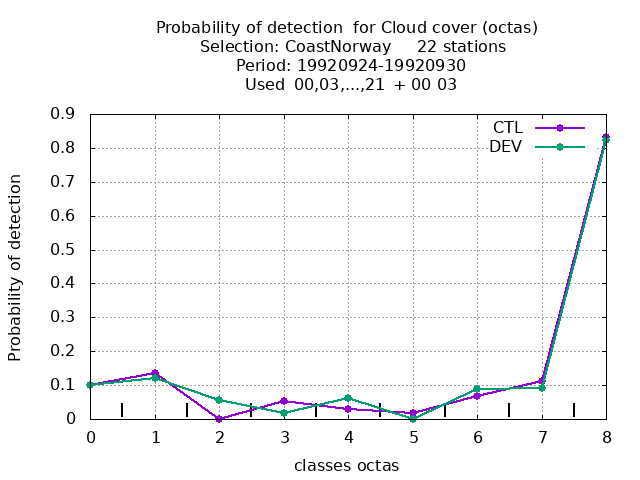 Probability of detection  for Cloud cover (octas)
Selection: CoastNorway     22 stations
Period: 19920924-19920930
Used  00,03,...,21  + 00 03
CTL
DEV
0.9
0.8
0.7
0.6
0.5
0.4
0.3
0.2
0.1
0
Probability of detection
0 1 2 3 4 5 6 7 8
classes octas